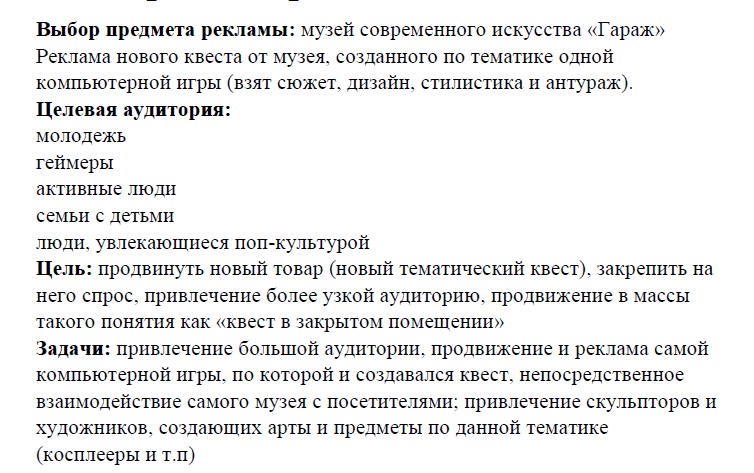 Выбор предмета рекламы: музей современного искусства «Гараж»
Реклама нового квеста от музея, созданного по тематике одной
компьютерной игры (взят сюжет, дизайн, стилистика и антураж).
Целевая аудитория:
молодежь
геймеры
активные люди
семьи с детьми
люди, увлекающиеся поп-культурой
Цель: продвинуть новый товар (новый тематический квест), закрепить на
него спрос, привлечение более узкой аудиторию, продвижение в массы
такого понятия как «квест в закрытом помещении»
Задачи: привлечение большой аудитории, продвижение и реклама самой
компьютерной игры, по которой и создавался квест, непосредственное
взаимодействие самого музея с посетителями; привлечение скульпторов и
художников, создающих арты и предметы по данной тематике
(косплееры и т.п)